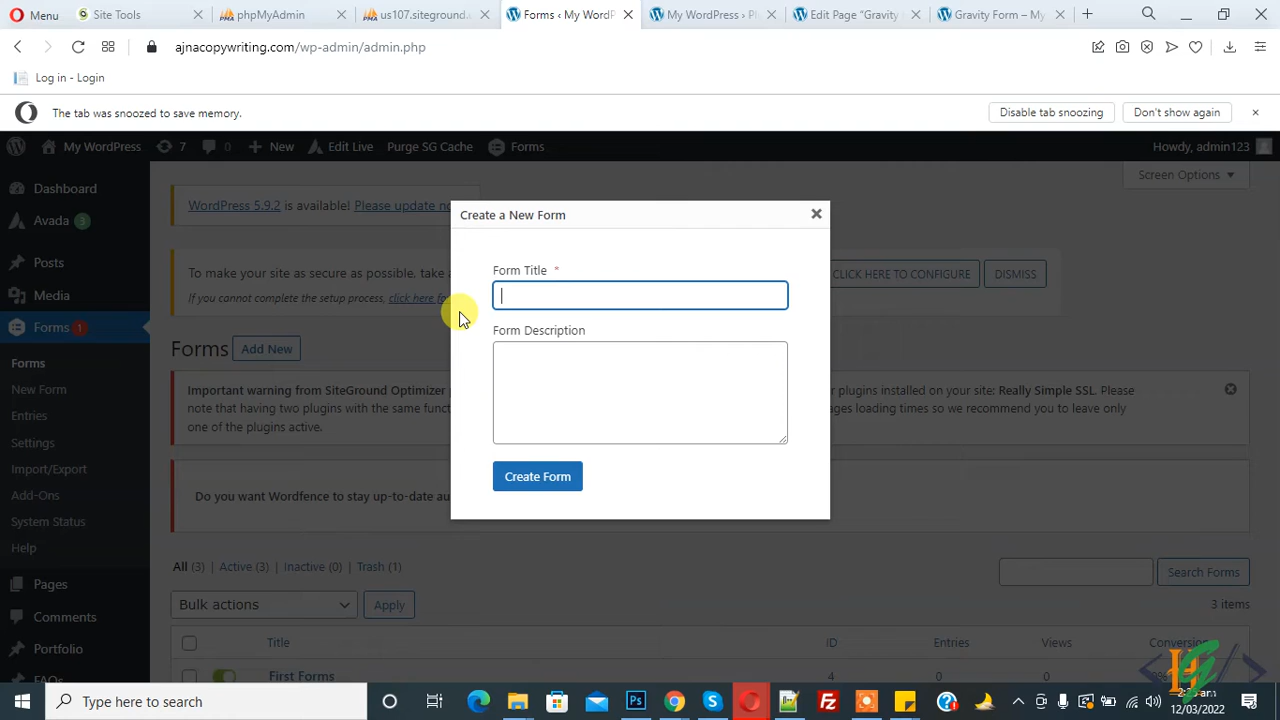 Menu
Site Tools
phpMyAdmin
us107.siteground.
Forms ‹ My WordP
My WordPress › P
Edit Page "Gravity
Gravity Form – My
ajnacopywriting.com/wp-admin/admin.php
Log in - Login
The tab was snoozed to save memory.
Disable tab snoozing
Don't show again
My WordPress
7
0
New
Edit Live
Purge SG Cache
Forms
Howdy, admin123
Screen Options
Dashboard
Avada 3
Posts
Media
Forms 1
Forms
New Form
Entries
Settings
Import/Export
Add-Ons
System Status
Help
Pages
Comments
Portfolio
FAQs
WordPress 5.9.2 is available! Please update no
To make your site as secure as possible, take a
If you cannot complete the setup process, click here fo
CLICK HERE TO CONFIGURE
DISMISS
Forms
Add New
Important warning from SiteGround Optimizer
plugins installed on your site: Really Simple SSL. Please
note that having two plugins with the same funct
ages loading times so we recommend you to leave only
one of the plugins active.
Do you want Wordfence to stay up-to-date au
Create a New Form
Form Title *
Form Description
Create Form
All (3) | Active (3) | Inactive (0) | Trash (1)
Search Forms
Bulk actions
Apply
3 items
Title
ID
Entries
Views
Conversion
First Forms
4
0
0
Type here to search
12/03/2022